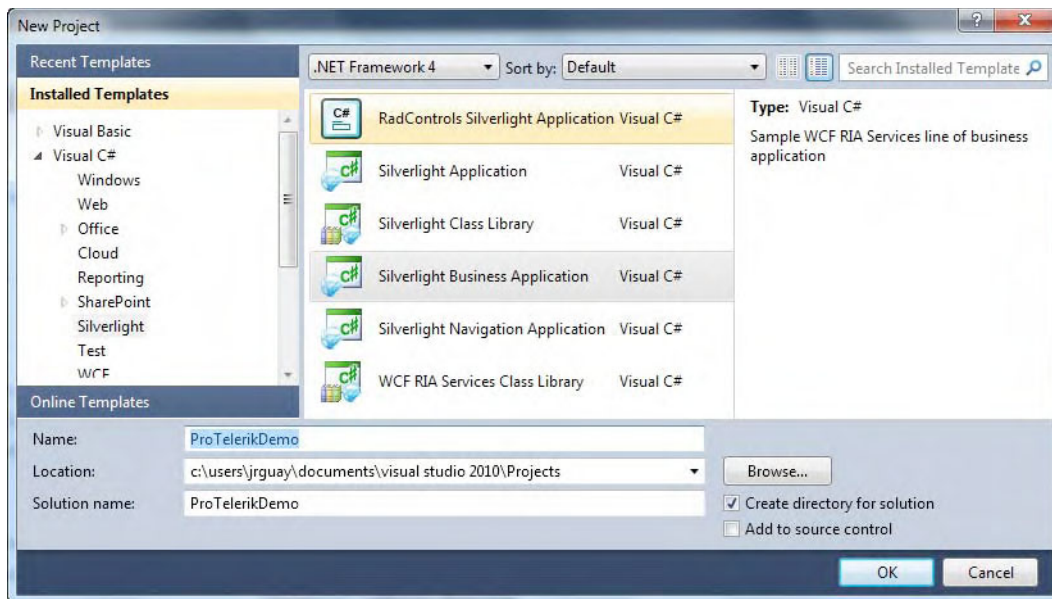 New Project
Recent Templates
Installed Templates
Visual Basic
Visual C#
Windows
Web
Office
Cloud
Reporting
SharePoint
Silverlight
Test
WCF
Online Templates
.NET Framework 4 Sort by: Default Search Installed Template
C# RadControls Silverlight Application Visual C#
C# Silverlight Application Visual C#
C# Silverlight Class Library Visual C#
C# Silverlight Business Application Visual C#
C# Silverlight Navigation Application Visual C#
C# WCF RIA Services Class Library Visual C#
Type: Visual C#
Sample WCF RIA Services line of business
application
Name: ProTelerikDemo
Location: c:\users\jrguay\documents\visual studio 2010\Projects Browse...
Solution name: ProTelerikDemo
Create directory for solution
Add to source control
OK Cancel